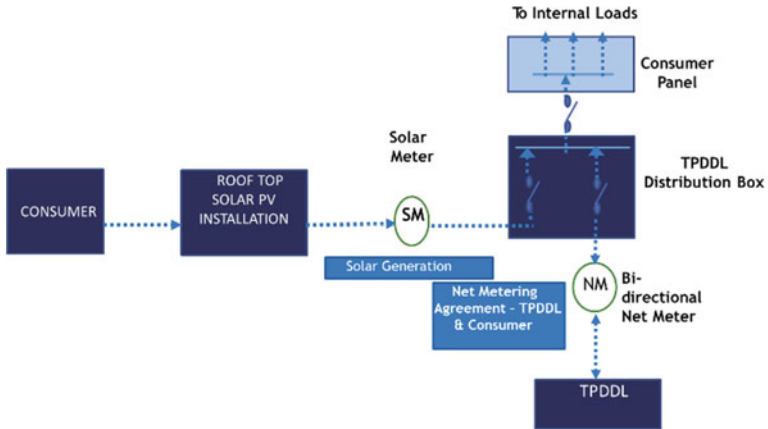 To Internal Loads
Consumer
Panel
Solar
Meter
TPDDL
Distribution Box
CONSUMER
ROOF TOP
SOLAR PV
INSTALLATION
SM
Solar Generation
Net Metering
Agreement – TPDDL
& Consumer
NM
Bi-
directional
Net Meter
TPDDL